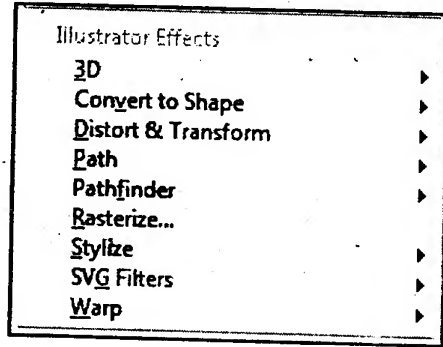 Illustrator Effects
3D
Convert to Shape
Distort & Transform
Path
Pathfinder
Rasterize...
Stylize
SVG Filters
Warp